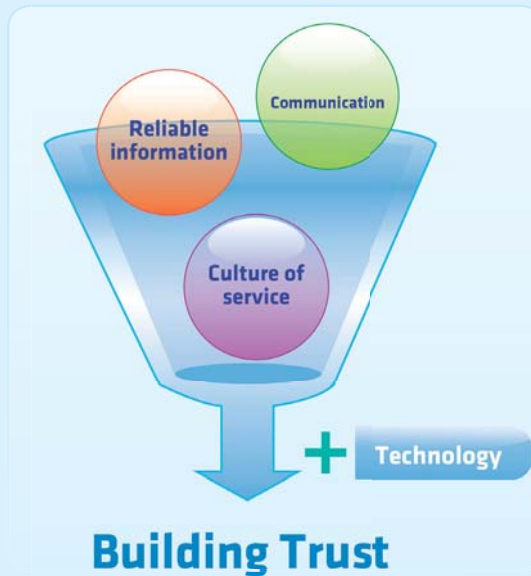 Communication
Reliable
information
Culture of
service
+
Technology
Building Trust